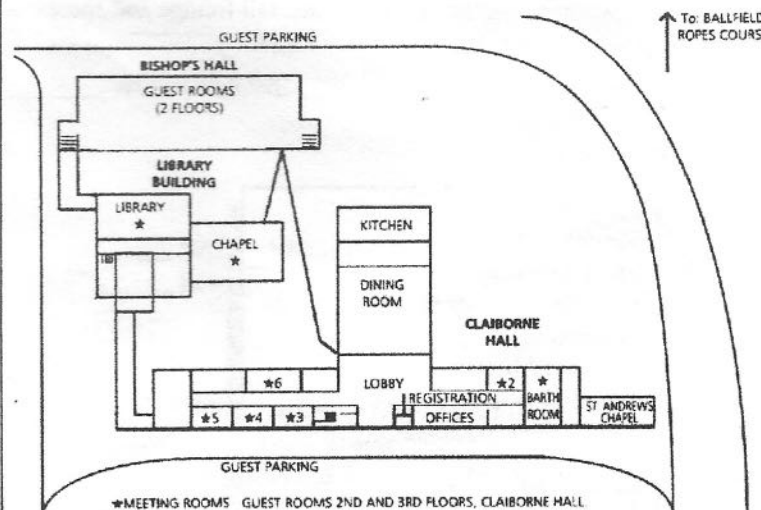 To: BALLFIELD
ROPES COURS
GUEST PARKING
BISHOP'S HALL
GUEST ROOMS
(2 FLOORS)
LIBRARY
BUILDING
LIBRARY
★
CHAPEL
★
KITCHEN
DINING
ROOM
CLAIBORNE
HALL
★6
LOBBY
★2
★
BARTH
ROOM
REGISTRATION
OFFICES
★5
★4
★3
ST ANDREWS
CHAPEL
GUEST PARKING
★MEETING ROOMS GUEST ROOMS 2ND AND 3RD FLOORS, CLAIBORNE HALL